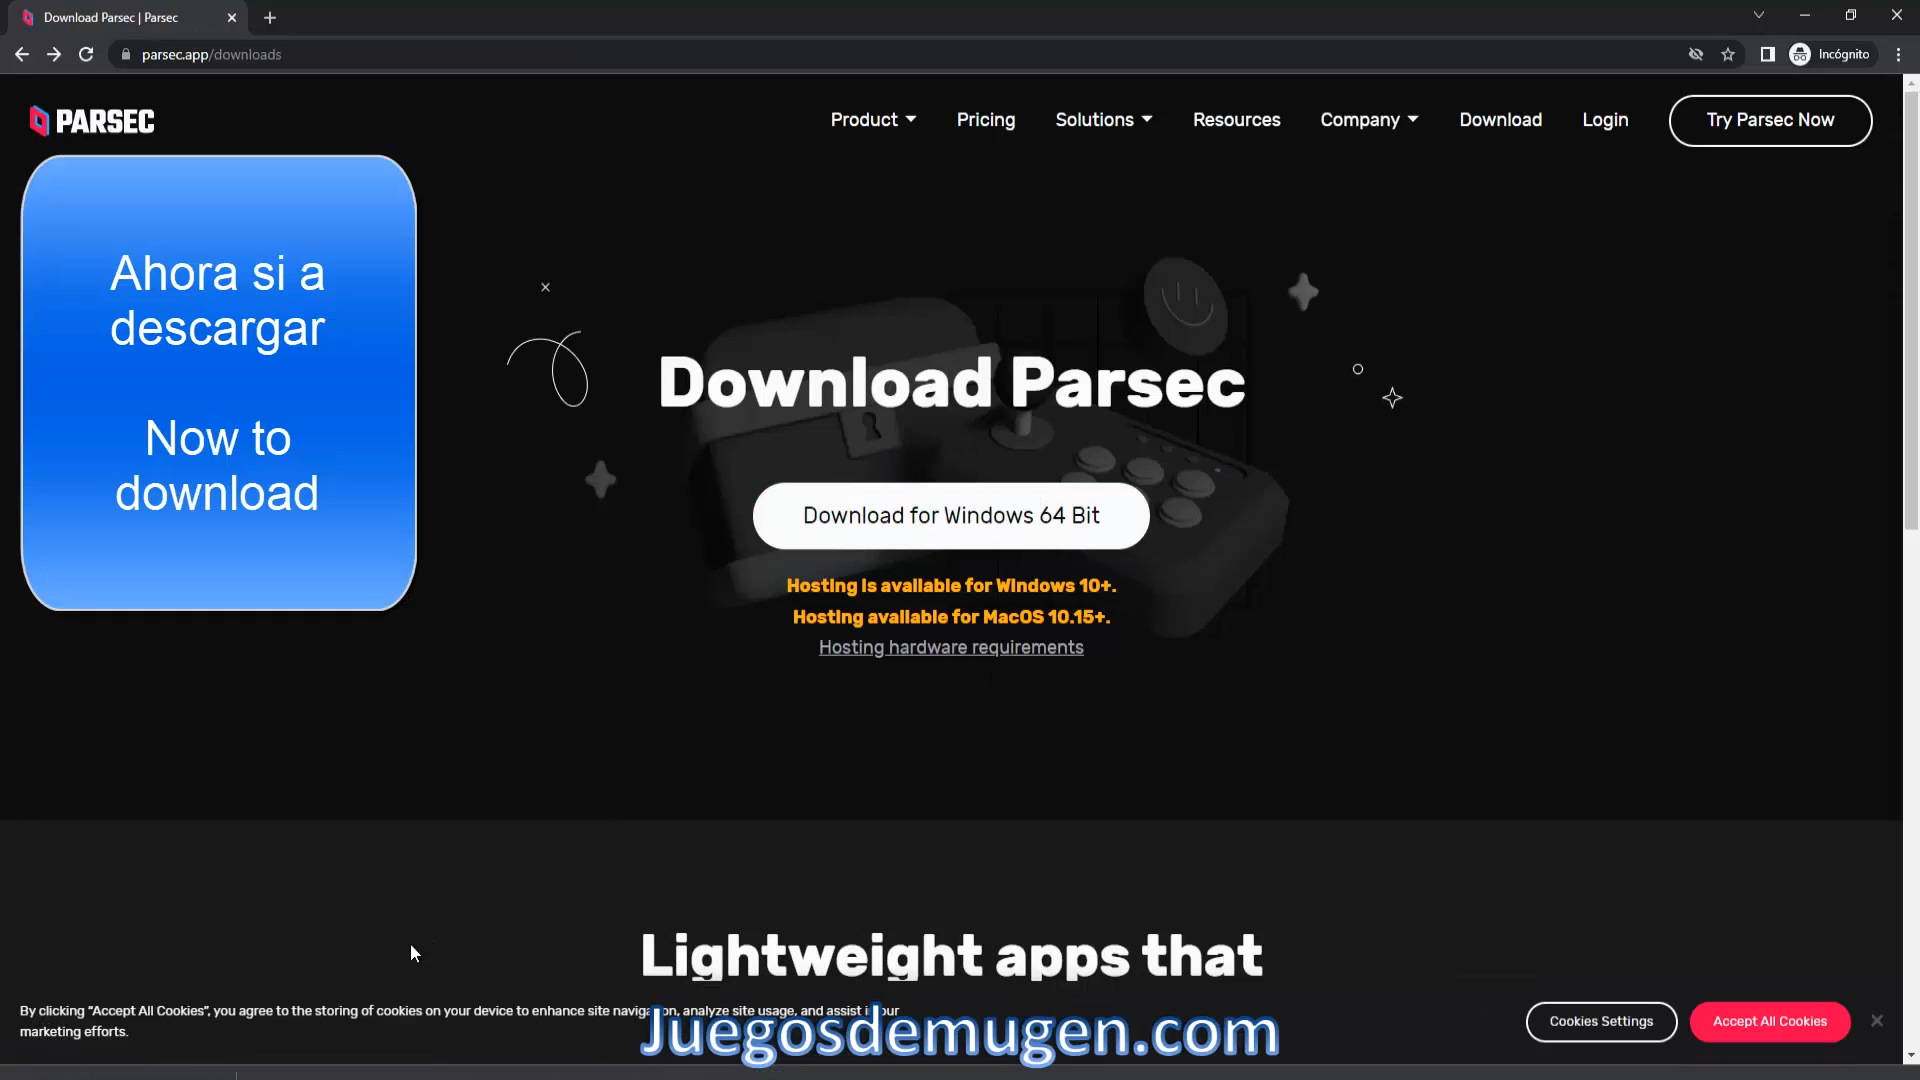 Download Parsec | Parsec
parsec.app/downloads
Incógnito
PARSEC
Product
Pricing
Solutions
Resources
Company
Download
Login
Try Parsec Now
Ahora si a
descargar
Now to
download
Download Parsec
Download for Windows 64 Bit
Hosting is available for Windows 10+.
Hosting available for MacOS 10.15+.
Hosting hardware requirements
Lightweight apps that
By clicking “Accept All Cookies”, you agree to the storing of cookies on your device to enhance site navigation, analyze site usage, and assist in our
marketing efforts.
Juegosdemugen.com
Cookies Settings
Accept All Cookies